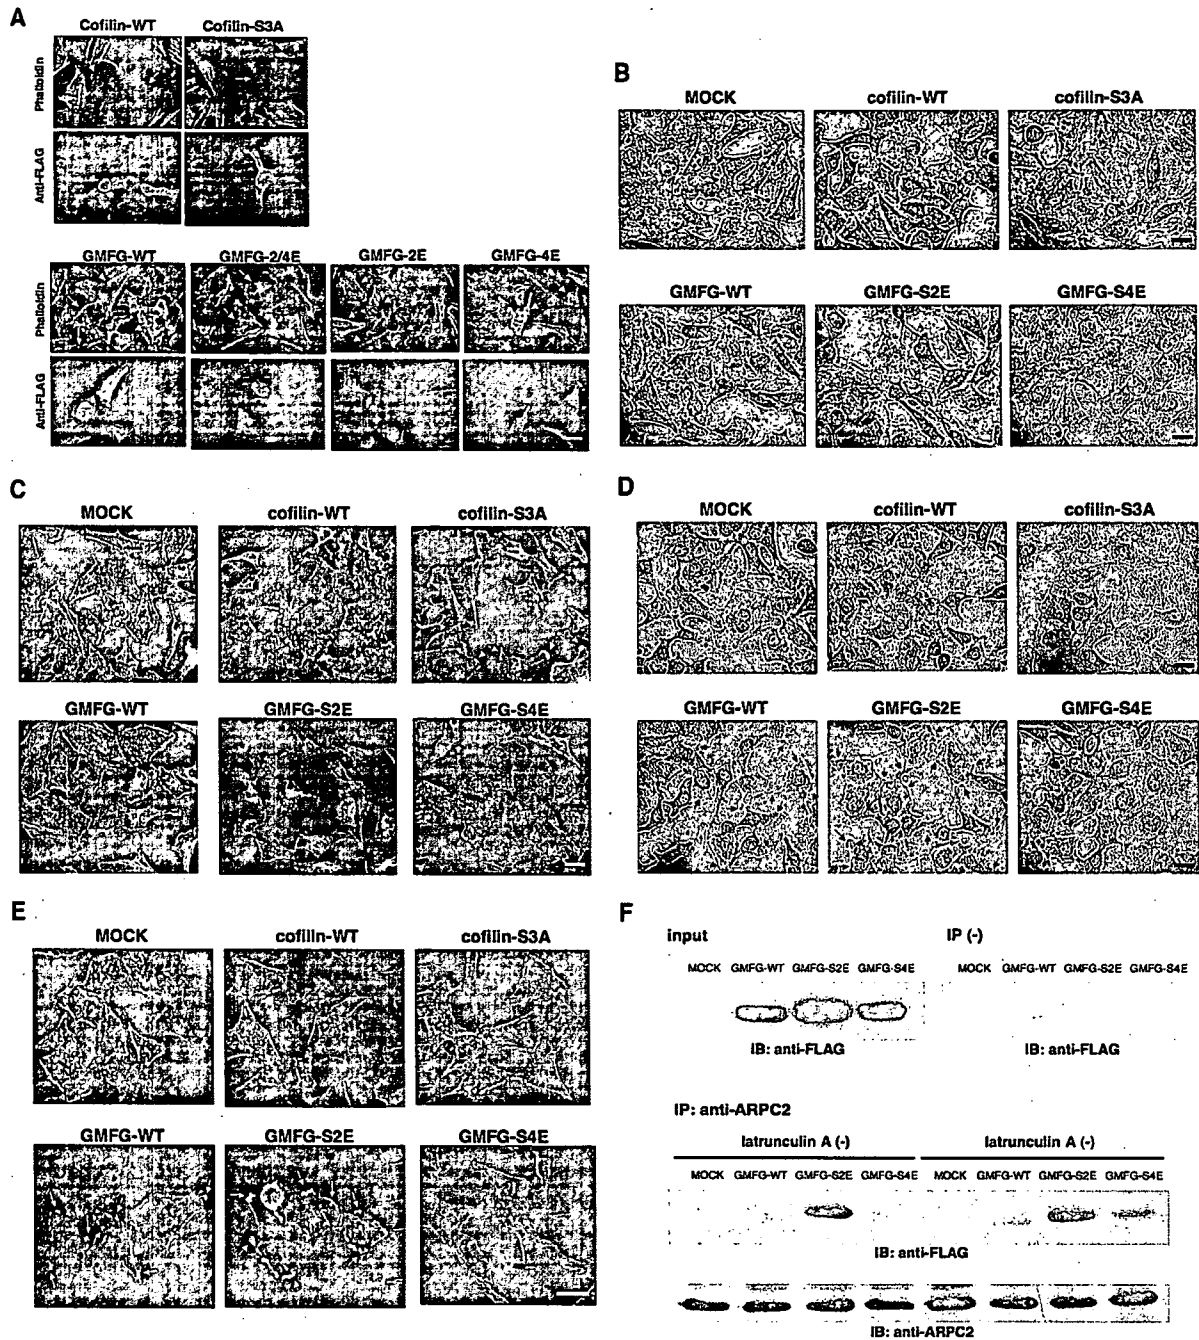 A
Cofilin-WT Cofilin-S3A
Phalloidin
Anti-FLAG
GMFG-WT GMFG-2/4E GMFG-2E GMFG-4E
Phalloidin
Anti-FLAG
B
MOCK cofilin-WT cofilin-S3A
GMFG-WT GMFG-S2E GMFG-S4E
C
MOCK cofilin-WT cofilin-S3A
GMFG-WT GMFG-S2E GMFG-S4E
D
MOCK cofilin-WT cofilin-S3A
GMFG-WT GMFG-S2E GMFG-S4E
E
MOCK cofilin-WT cofilin-S3A
GMFG-WT GMFG-S2E GMFG-S4E
F
input IP (-)
MOCK GMFG-WT GMFG-S2E GMFG-S4E MOCK GMFG-WT GMFG-S2E GMFG-S4E
IB: anti-FLAG IB: anti-FLAG
IP: anti-ARPC2
latrunculin A (-) latrunculin A (-)
MOCK GMFG-WT GMFG-S2E GMFG-S4E MOCK GMFG-WT GMFG-S2E GMFG-S4E
IB: anti-FLAG
IB: anti-ARPC2